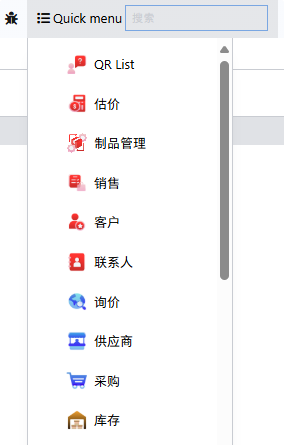 Quick menu 搜索
QR List
估价
制品管理
销售
客户
联系人
询价
供应商
采购
库存